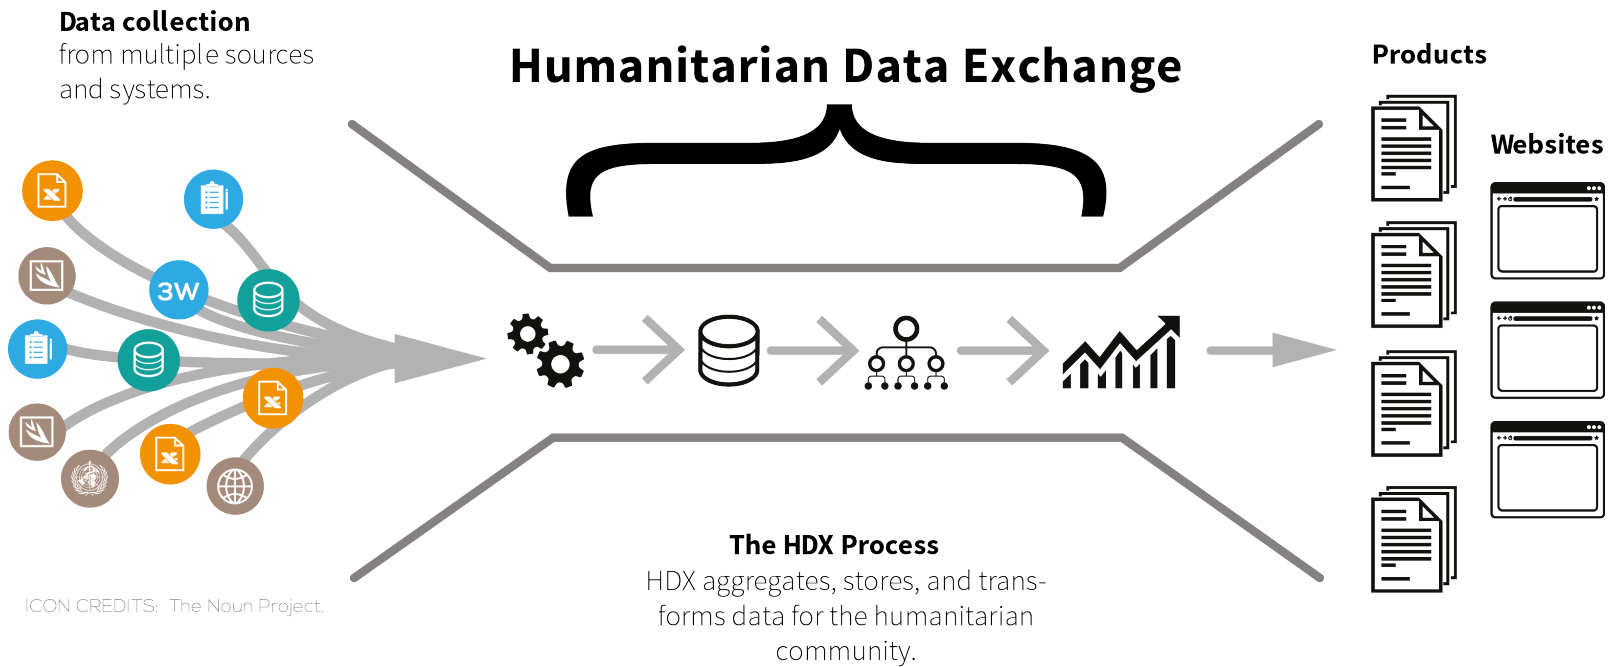 Data collection
from multiple sources
and systems.
Humanitarian Data Exchange
Products
Websites
3W
The HDX Process
HDX aggregates, stores, and trans-
forms data for the humanitarian
community.
ICON CREDITS: The Noun Project.